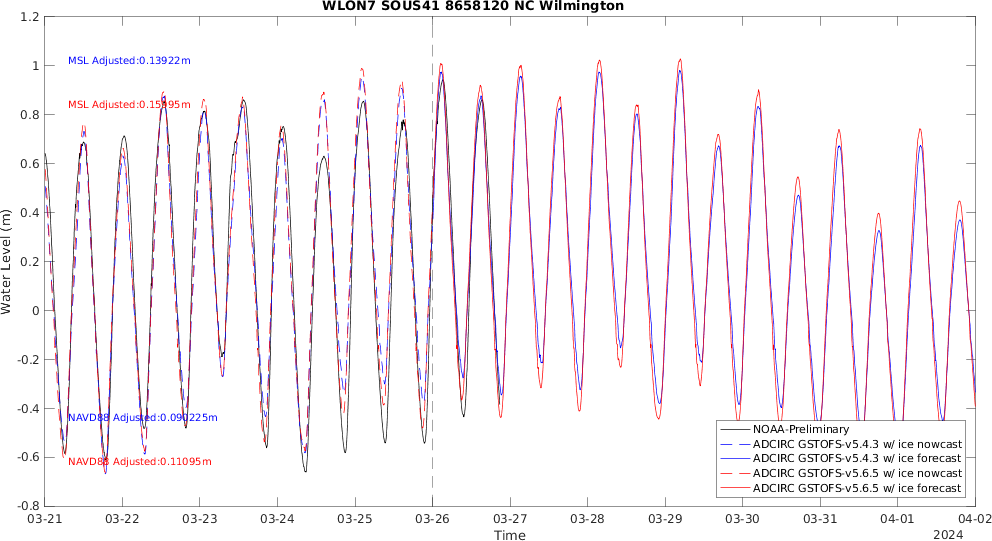 WLON7 SOUS41 8658120 NC Wilmington
1.2
1
0.8
0.6
0.4
0.2
0
-0.2
-0.4
-0.6
-0.8
Water Level (m)
MSL Adjusted:0.13922m
MSL Adjusted:0.15995m
NAVD88 Adjusted:0.090225m
NAVD88 Adjusted:0.11095m
NOAA-Preliminary
ADCIRC GSTOFS-v5.4.3 w/ ice nowcast
ADCIRC GSTOFS-v5.4.3 w/ ice forecast
ADCIRC GSTOFS-v5.6.5 w/ ice nowcast
ADCIRC GSTOFS-v5.6.5 w/ ice forecast
03-21 03-22 03-23 03-24 03-25 03-26 03-27 03-28 03-29 03-30 03-31 04-01 04-02
Time
2024